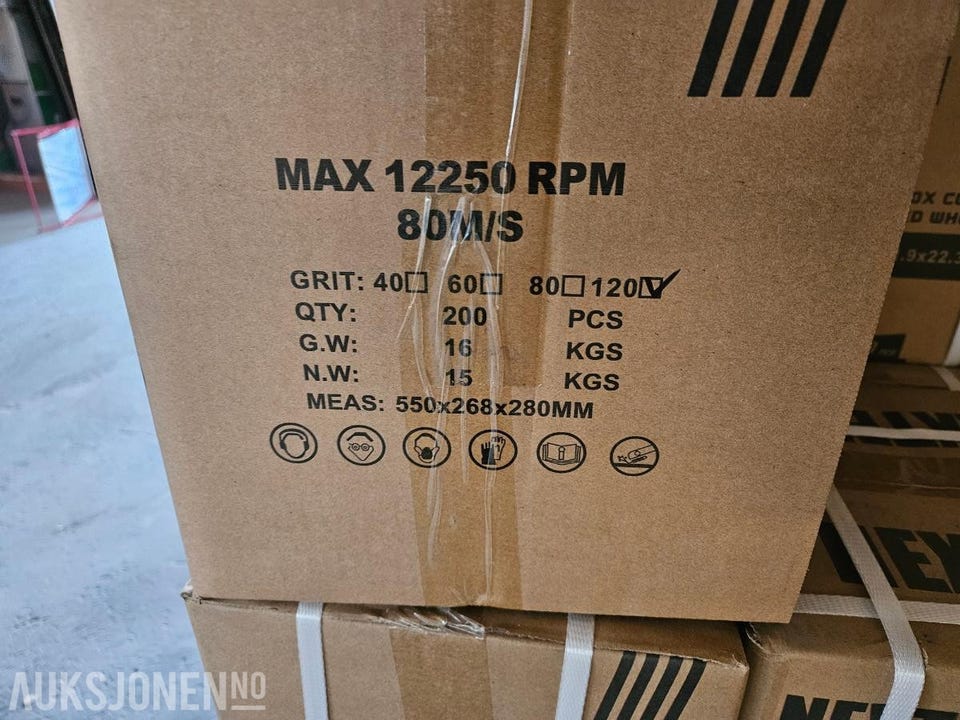 MAX 12250 RPM
80M/S
GRIT: 40☐ 60☐ 80☐ 120☑
QTY: 200 PCS
G.W: 16 KGS
N.W: 15 KGS
MEAS: 550x268x280MM
AUKSJONEN NO